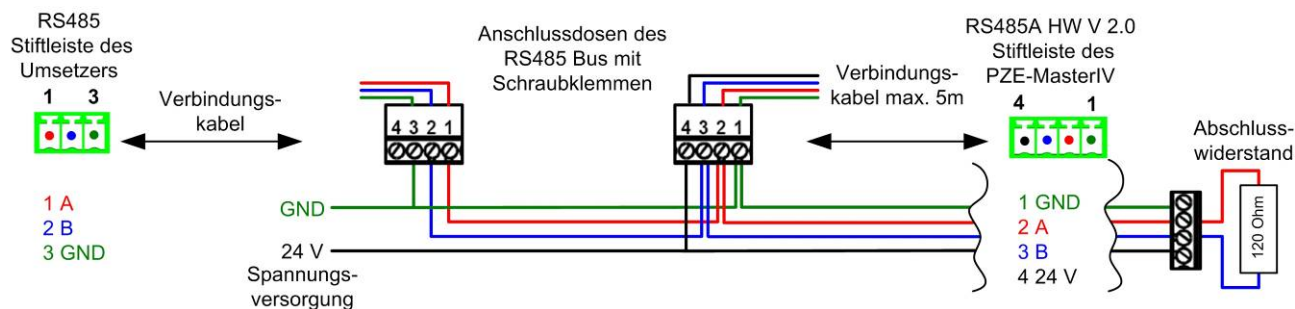 RS485
Stiftleiste des
Umsetzers
1 3
Verbindungs-
kabel
1 A
2 B
3 GND
Anschlussdosen des
RS485 Bus mit
Schraubklemmen
4 3 2 1
4 3 2 1
GND
24 V
Spannungs-
versorgung
Verbindungs-
kabel max. 5m
RS485A HW V 2.0
Stiftleiste des
PZE-MasterIV
4 1
1 GND
2 A
3 B
4 24 V
Abschluss-
widerstand
120 Ohm